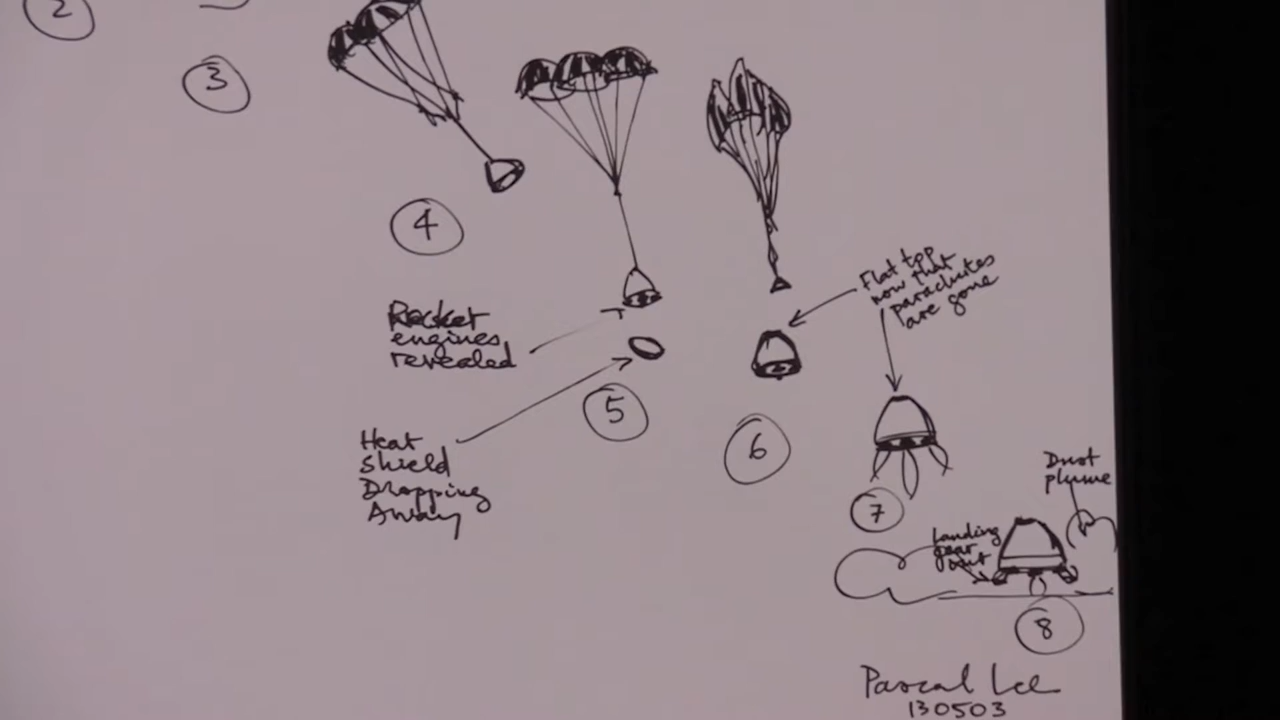 2
3
4
Rocket
engines
revealed
5
Heat
shield
Dropping
Away
6
Flat top
now that
parachutes
are gone
7
Dust
plume
Landing
gear
out
8
Pascal Lee
130503